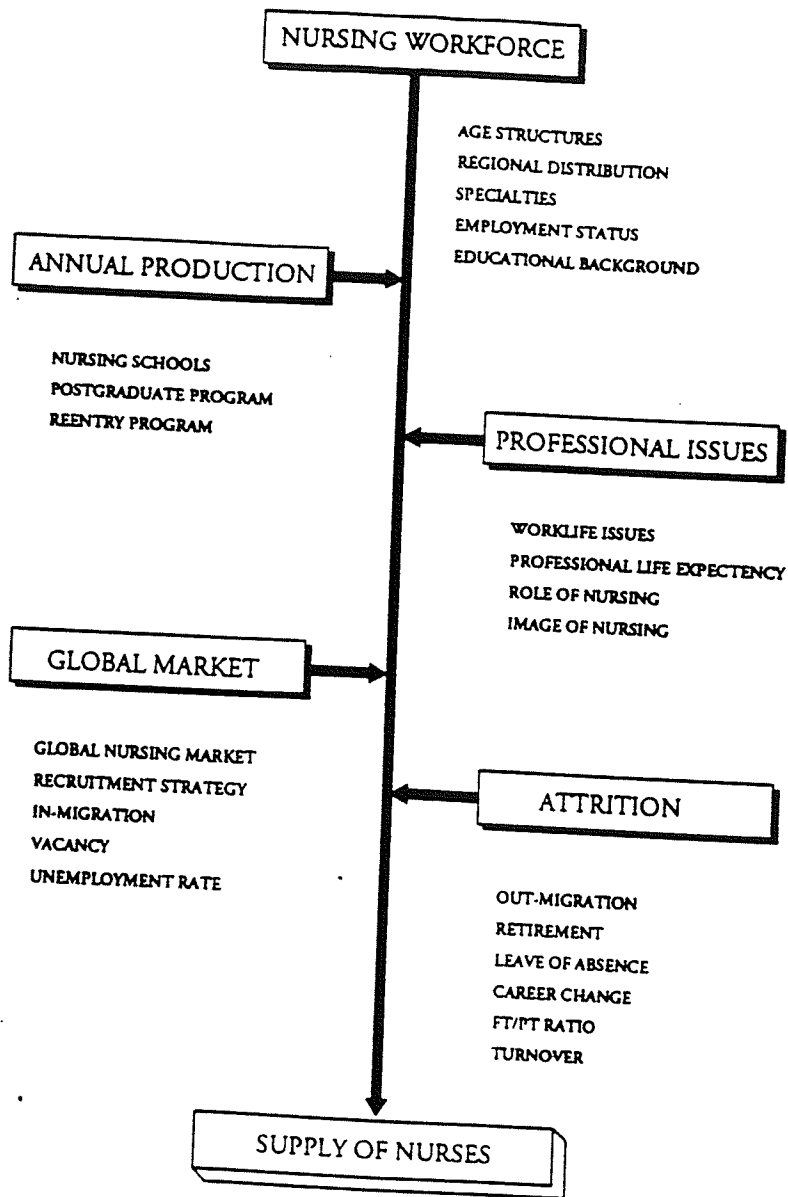 NURSING WORKFORCE
AGE STRUCTURES
REGIONAL DISTRIBUTION
SPECIALTIES
EMPLOYMENT STATUS
EDUCATIONAL BACKGROUND
ANNUAL PRODUCTION
NURSING SCHOOLS
POSTGRADUATE PROGRAM
REENTRY PROGRAM
PROFESSIONAL ISSUES
WORKLIFE ISSUES
PROFESSIONAL LIFE EXPECTENCY
ROLE OF NURSING
IMAGE OF NURSING
GLOBAL MARKET
GLOBAL NURSING MARKET
RECRUITMENT STRATEGY
IN-MIGRATION
VACANCY
UNEMPLOYMENT RATE
ATTRITION
OUT-MIGRATION
RETIREMENT
LEAVE OF ABSENCE
CAREER CHANGE
FT/PT RATIO
TURNOVER
SUPPLY OF NURSES